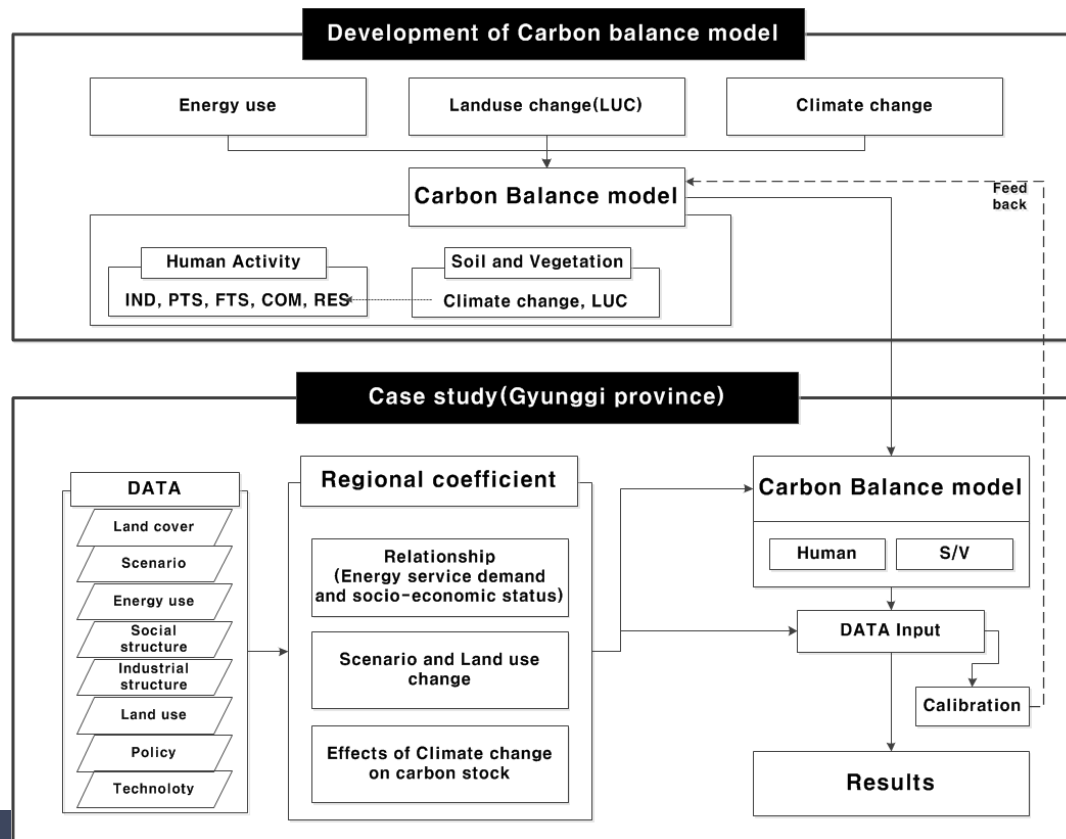 Development of Carbon balance model
Energy use
Landuse change(LUC)
Climate change
Carbon Balance model
Feed
back
Human Activity
IND, PTS, FTS, COM, RES
Soil and Vegetation
Climate change, LUC
Case study(Gyunggi province)
DATA
Land cover
Scenario
Energy use
Social
structure
Industrial
structure
Land use
Policy
Technoloty
Regional coefficient
Relationship
(Energy service demand
and socio-economic status)
Scenario and Land use
change
Effects of Climate change
on carbon stock
Carbon Balance model
Human
S/V
DATA Input
Calibration
Results